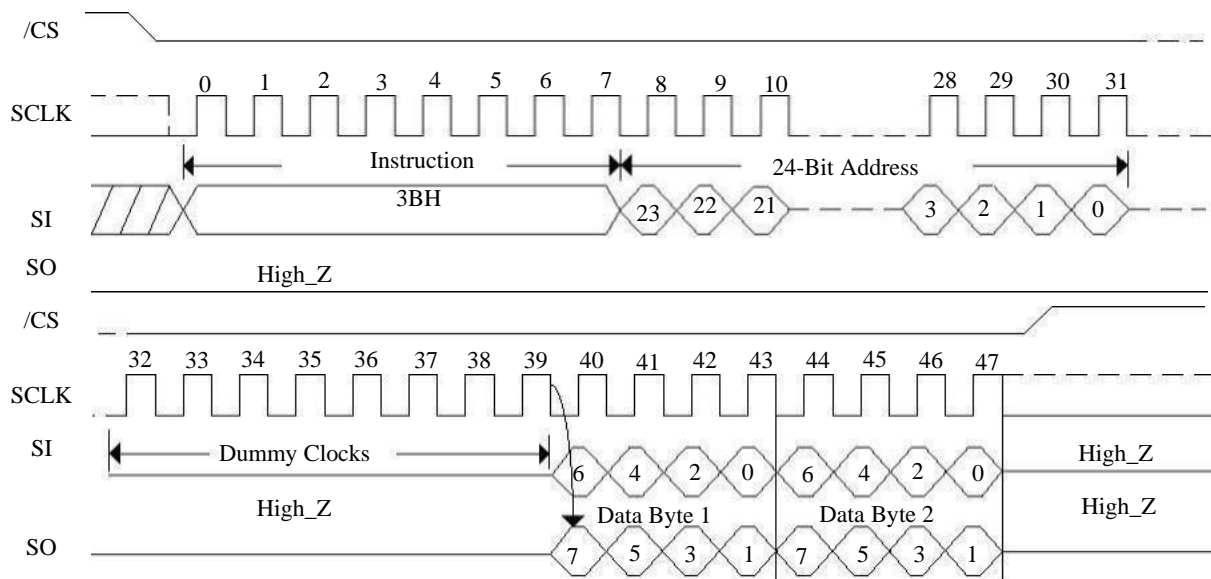 /CS
0 1 2 3 4 5 6 7 8 9 10 28 29 30 31
SCLK
Instruction 24-Bit Address
3BH
SI 23 22 21 3 2 1 0
SO High_Z
/CS
32 33 34 35 36 37 38 39 40 41 42 43 44 45 46 47
SCLK
SI Dummy Clocks High_Z
6 4 2 0 6 4 2 0
High_Z Data Byte 1 Data Byte 2 High_Z
SO 7 5 3 1 7 5 3 1